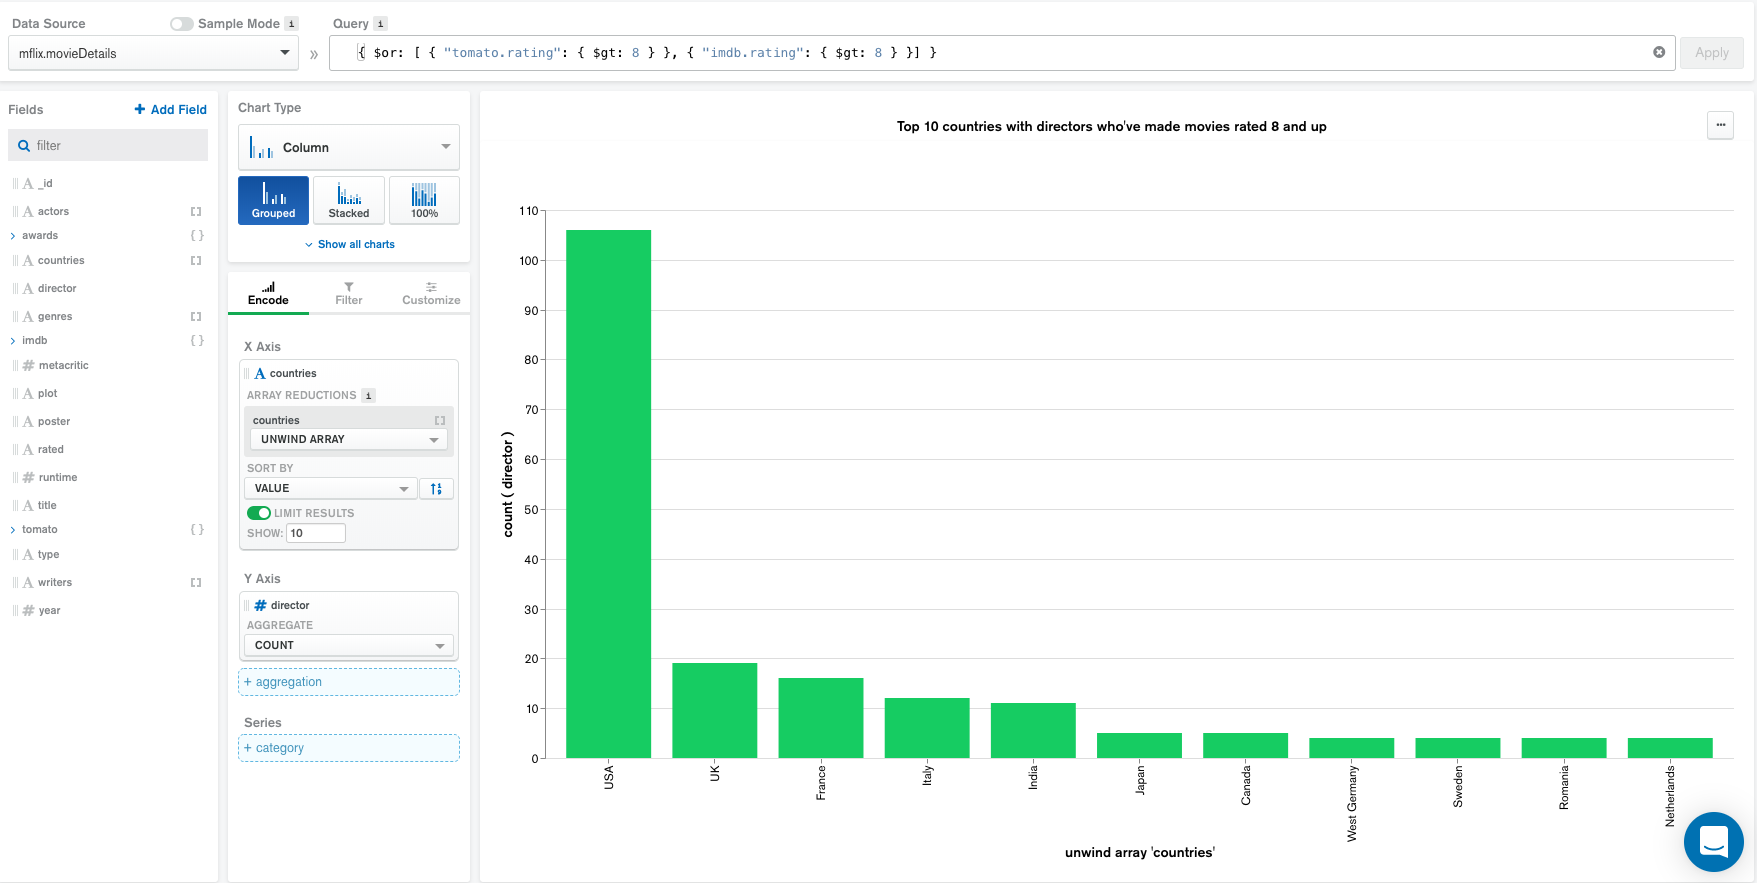 Data Source
Sample Mode i
Query i
mflix.movieDetails
»
{ $or: [ { "tomato.rating": { $gt: 8 } }, { "imdb.rating": { $gt: 8 } }] }
Apply
Fields
+ Add Field
filter
A _id
A actors [ ]
> awards { }
A countries [ ]
A director
A genres [ ]
> imdb { }
# metacritic
A plot
A poster
A rated
# runtime
A title
> tomato { }
A type
A writers [ ]
# year
Chart Type
Column
Grouped
Stacked
100%
Show all charts
Encode
Filter
Customize
X Axis
A countries
ARRAY REDUCTIONS i
countries [ ]
UNWIND ARRAY
SORT BY
VALUE
LIMIT RESULTS
SHOW: 10
Y Axis
# director
AGGREGATE
COUNT
+ aggregation
Series
+ category
Top 10 countries with directors who've made movies rated 8 and up
...
110
100
90
80
70
60
50
40
30
20
10
0
count ( director )
USA
UK
France
Italy
India
Japan
Canada
West Germany
Sweden
Romania
Netherlands
unwind array 'countries'